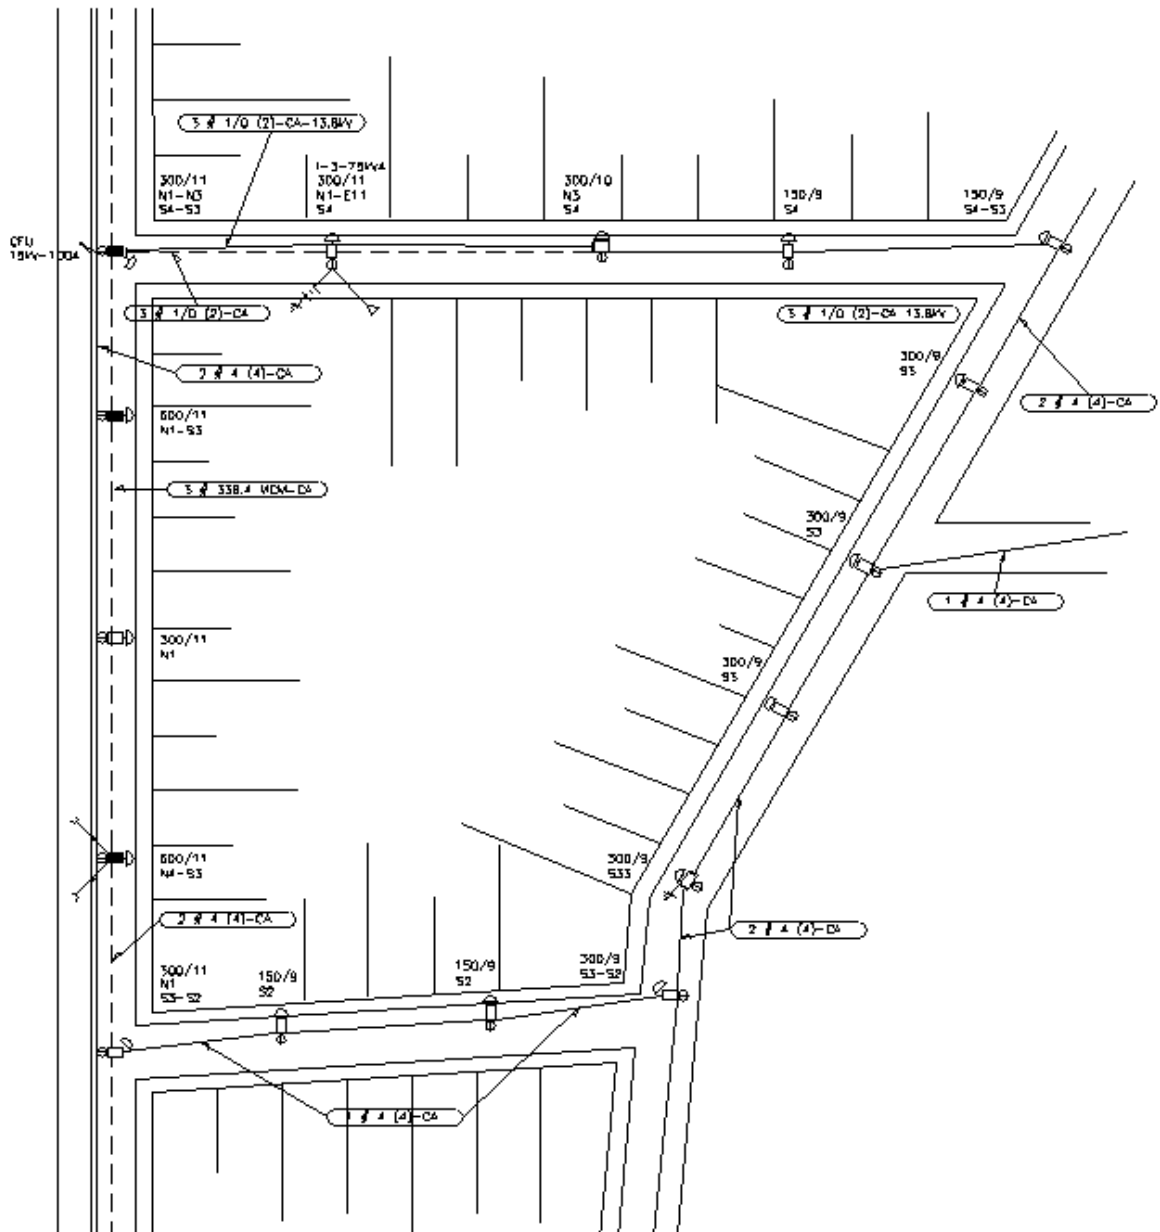 3 # 1/0 (2)-CA-13.8kV
300/11
N1-N3
S4-S3
1-3-75kVA
300/11
N1-E11
S4
300/10
N3
S4
150/9
S4
150/9
S4-S3
CFU
15kV-100A
3 # 1/0 (2)-CA
3 # 1/0 (2)-CA 13.8kV
2 # 4 (4)-CA
300/9
S3
2 # 4 (4)-CA
600/11
N1-S3
3 # 336.4 MCM-CA
300/9
S3
1 # 4 (4)-CA
300/11
N1
300/9
S3
600/11
N4-S3
300/9
S33
2 # 4 (4)-CA
2 # 4 (4)-CA
300/11
N1
S3-S2
150/9
S2
150/9
S2
300/9
S3-S2
1 # 4 (4)-CA